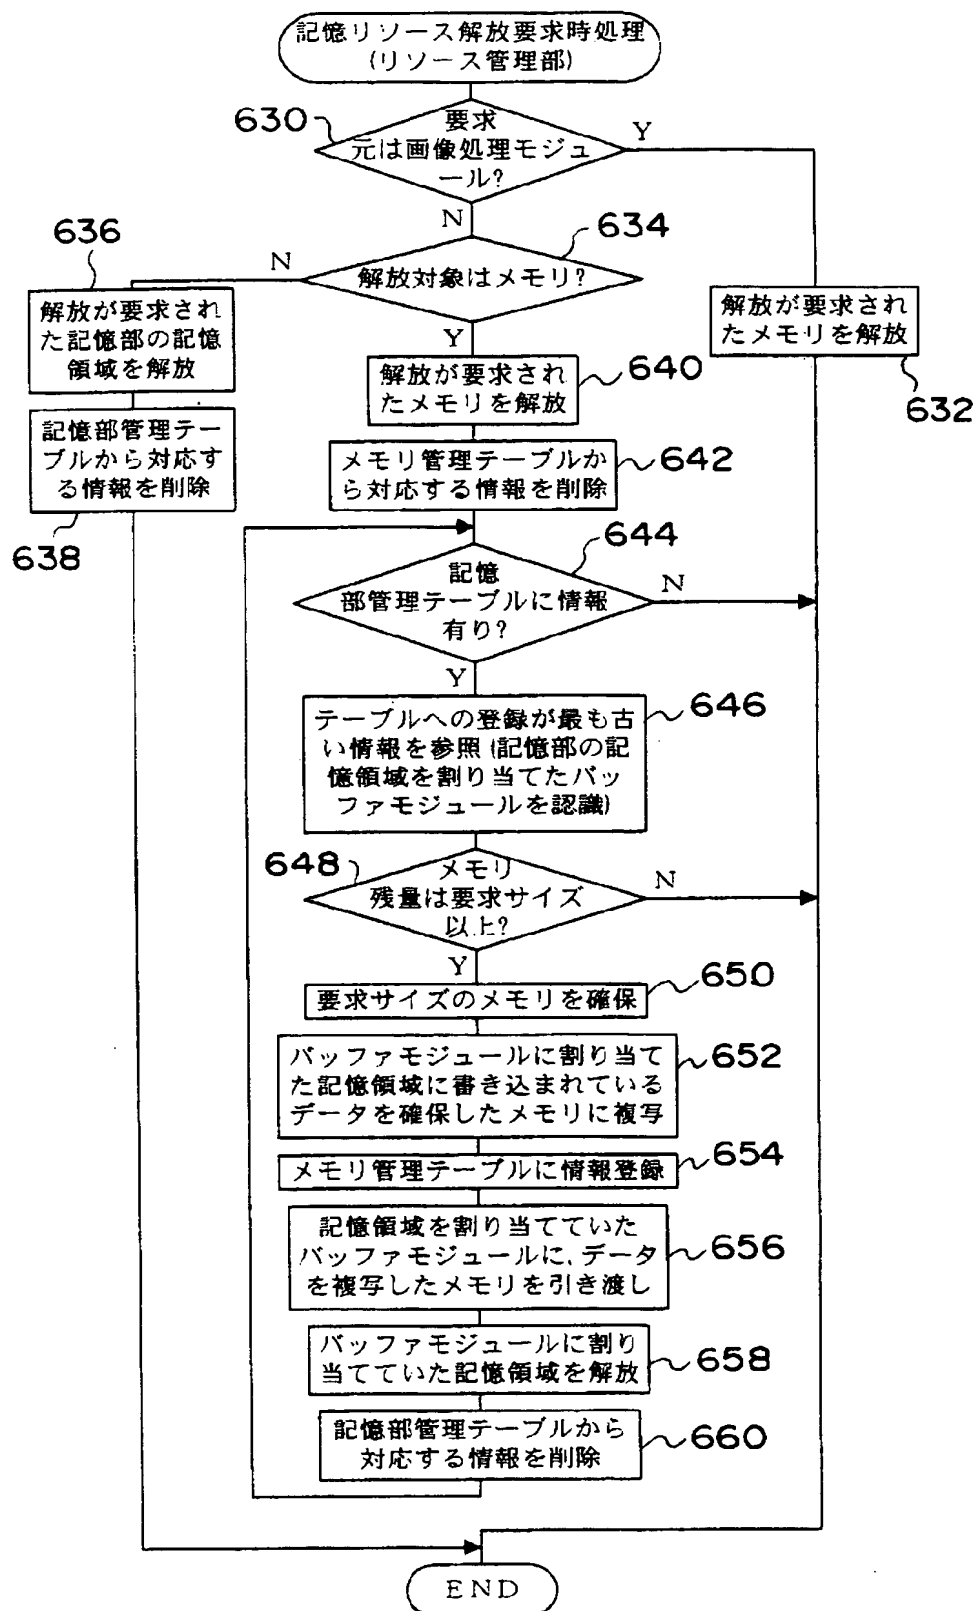 記憶リソース解放要求時処理
(リソース管理部)
630
要求
元は画像処理モジュ
ール?
Y
N
636
634
N
解放対象はメモリ?
Y
解放が要求され
た記憶部の記憶
領域を解放
解放が要求され
たメモリを解放
632
解放が要求され
たメモリを解放
640
記憶部管理テー
ブルから対応す
る情報を削除
638
メモリ管理テーブルか
ら対応する情報を削除
642
644
記憶
部管理テーブルに情報
有り?
N
Y
テーブルへの登録が最も古
い情報を参照(記憶部の記
憶領域を割り当てたバッ
ファモジュールを認識)
646
648
メモリ
残量は要求サイズ
以上?
N
Y
要求サイズのメモリを確保
650
バッファモジュールに割り当て
た記憶領域に書き込まれている
データを確保したメモリに複写
652
メモリ管理テーブルに情報登録
654
記憶領域を割り当てていた
バッファモジュールに、データ
を複写したメモリを引き渡し
656
バッファモジュールに割り
当てていた記憶領域を解放
658
記憶部管理テーブルから
対応する情報を削除
660
END